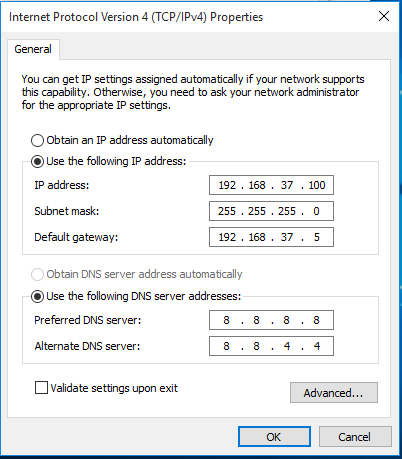 Internet Protocol Version 4 (TCP/IPv4) Properties
General
You can get IP settings assigned automatically if your network supports
this capability. Otherwise, you need to ask your network administrator
for the appropriate IP settings.
Obtain an IP address automatically
Use the following IP address:
IP address: 192 . 168 . 37 . 100
Subnet mask: 255 . 255 . 255 . 0
Default gateway: 192 . 168 . 37 . 5
Obtain DNS server address automatically
Use the following DNS server addresses:
Preferred DNS server: 8 . 8 . 8 . 8
Alternate DNS server: 8 . 8 . 4 . 4
Validate settings upon exit
Advanced...
OK Cancel